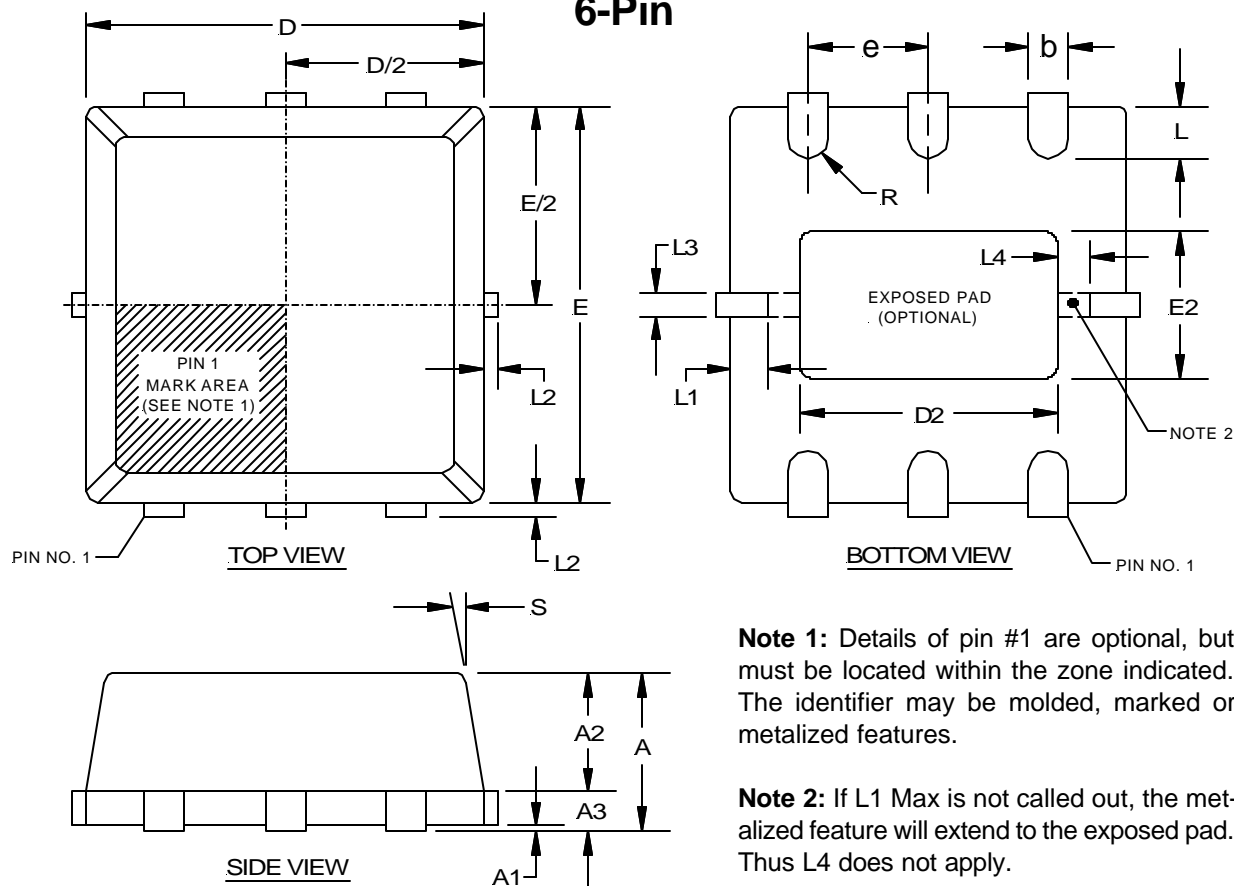 6-Pin
D
D/2
E/2
E
PIN 1
MARK AREA
(SEE NOTE 1)
L2
L2
PIN NO. 1
TOP VIEW
e
b
L
R
L3
L4
EXPOSED PAD
(OPTIONAL)
E2
L1
D2
NOTE 2
BOTTOM VIEW
PIN NO. 1
S
A2
A
A3
A1
SIDE VIEW
Note 1: Details of pin #1 are optional, but
must be located within the zone indicated.
The identifier may be molded, marked or
metalized features.
Note 2: If L1 Max is not called out, the met-
alized feature will extend to the exposed pad.
Thus L4 does not apply.